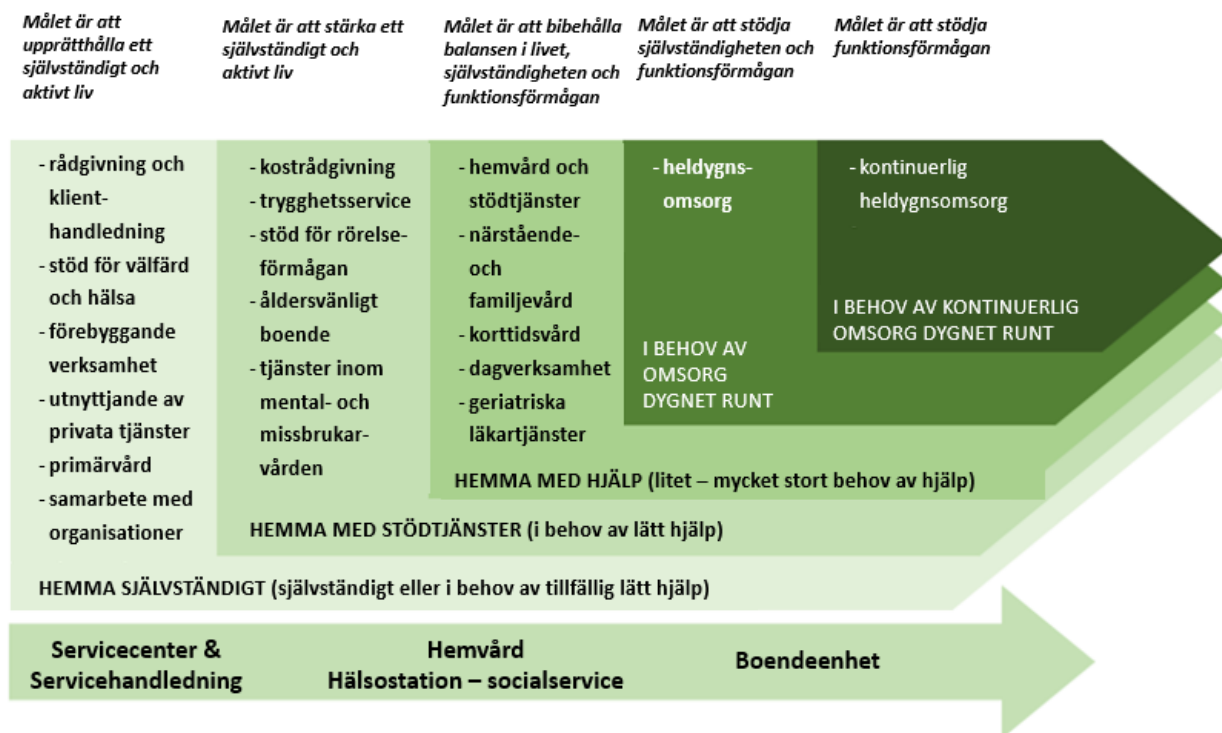 Målet är att
upprätthålla ett
självständigt och
aktivt liv
Målet är att stärka ett
självständigt och
aktivt liv
Målet är att bibehålla
balansen i livet,
självständigheten och
funktionsförmågan
Målet är att stödja
självständigheten och
funktionsförmågan
Målet är att stödja
funktionsförmågan
- rådgivning och
klient-
handledning
- stöd för välfärd
och hälsa
- förebyggande
verksamhet
- utnyttjande av
privata tjänster
- primärvård
- samarbete med
organisationer
- kostrådgivning
- trygghetsservice
- stöd för rörelse-
förmågan
- åldersvänligt
boende
- tjänster inom
mental- och
missbrukar-
vården
- hemvård och
stödtjänster
- närstående-
och
familjevård
- korttidsvård
- dagverksamhet
- geriatriska
läkartjänster
- heldygns-
omsorg
- kontinuerlig
heldygnsomsorg
I BEHOV AV KONTINUERLIG
OMSORG DYGNET RUNT
I BEHOV AV
OMSORG
DYGNET RUNT
HEMMA MED HJÄLP (litet – mycket stort behov av hjälp)
HEMMA MED STÖDTJÄNSTER (i behov av lätt hjälp)
HEMMA SJÄLVSTÄNDIGT (självständigt eller i behov av tillfällig lätt hjälp)
Servicecenter &
Servicehandledning
Hemvård
Hälsostation – socialservice
Boendeenhet